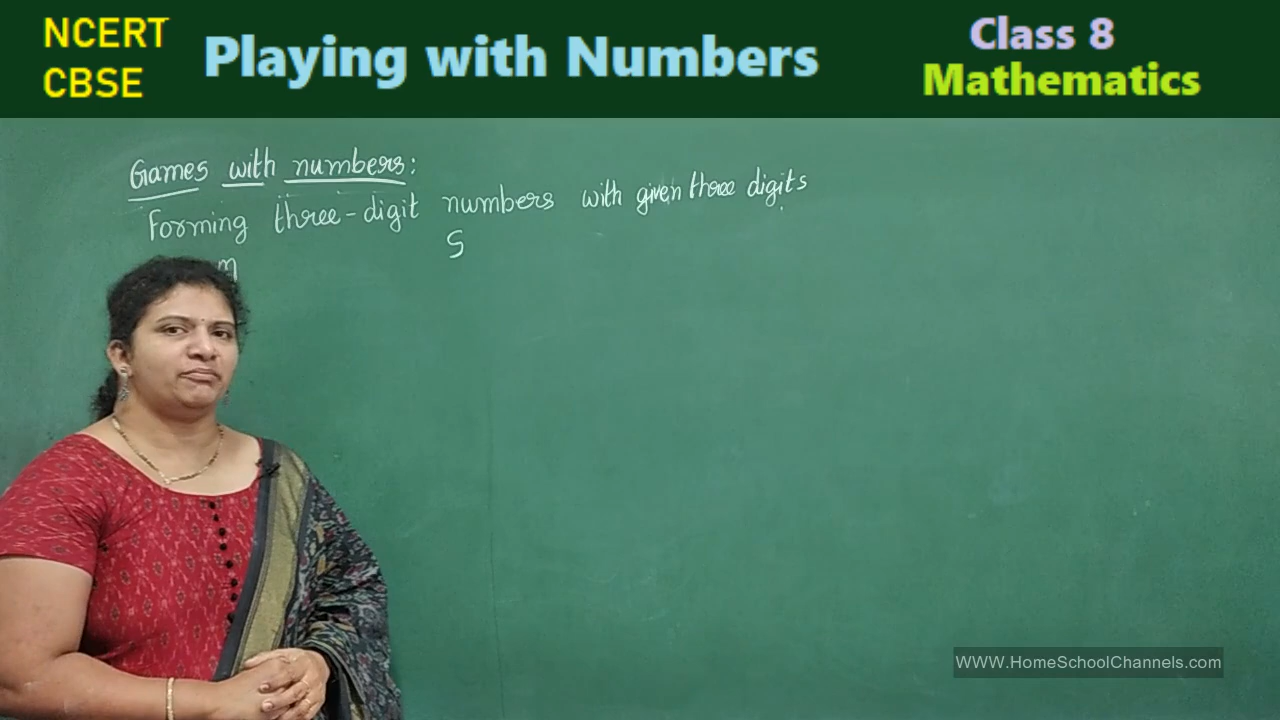 NCERT
CBSE
Playing with Numbers
Class 8
Mathematics
Games with numbers:
Forming three-digit numbers with given three digits
m
S
WWW.HomeSchoolChannels.com